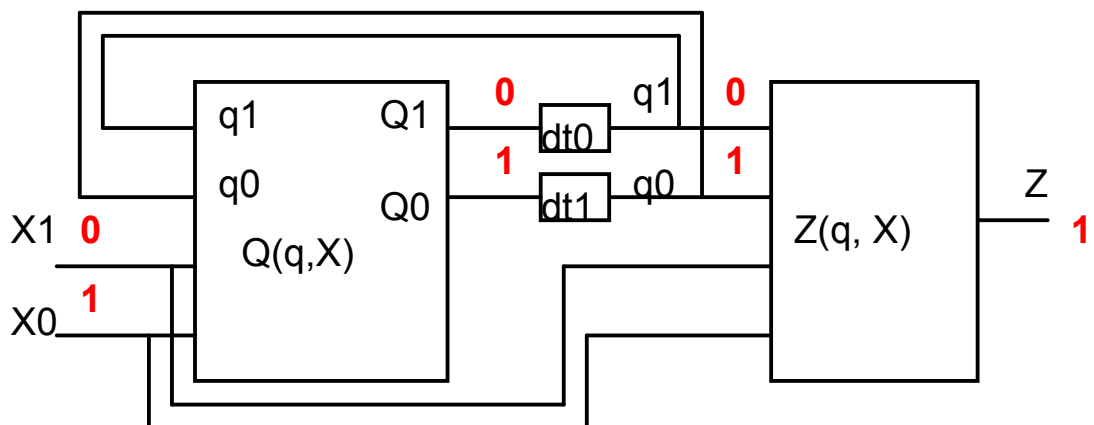 0 q1 0
q1 Q1 dt0
1 1
q0 Q0 dt1 q0 Z
X1 0 Q(q,X) Z(q, X) 1
1
X0